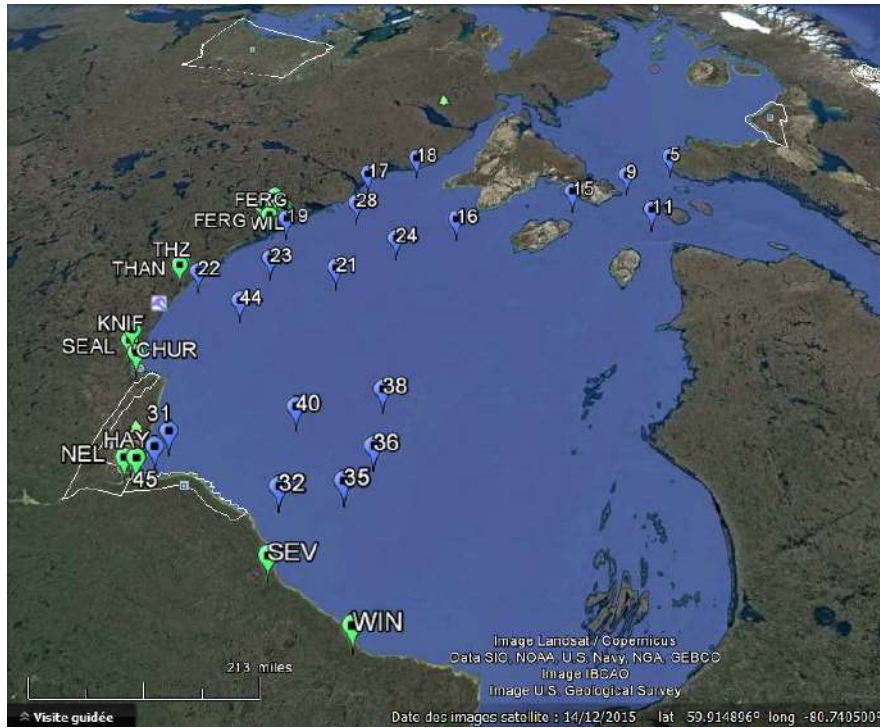 18
5
17
9
FERG
28
15
FERG WIL
19
16
11
24
THZ
23
THAN
22
21
44
KNIF
SEAL
CHUR
38
40
31
HAY
36
NEL
45
32
35
SEV
WIN
Image Landsat / Copernicus
213 miles
Data SIO, NOAA, U.S. Navy, NGA, GEBCO
Image IBCAO
Image U.S. Geological Survey
Visite guidée
Date des images satellite : 14/12/2015 lat 59.914896° long -80.740500°